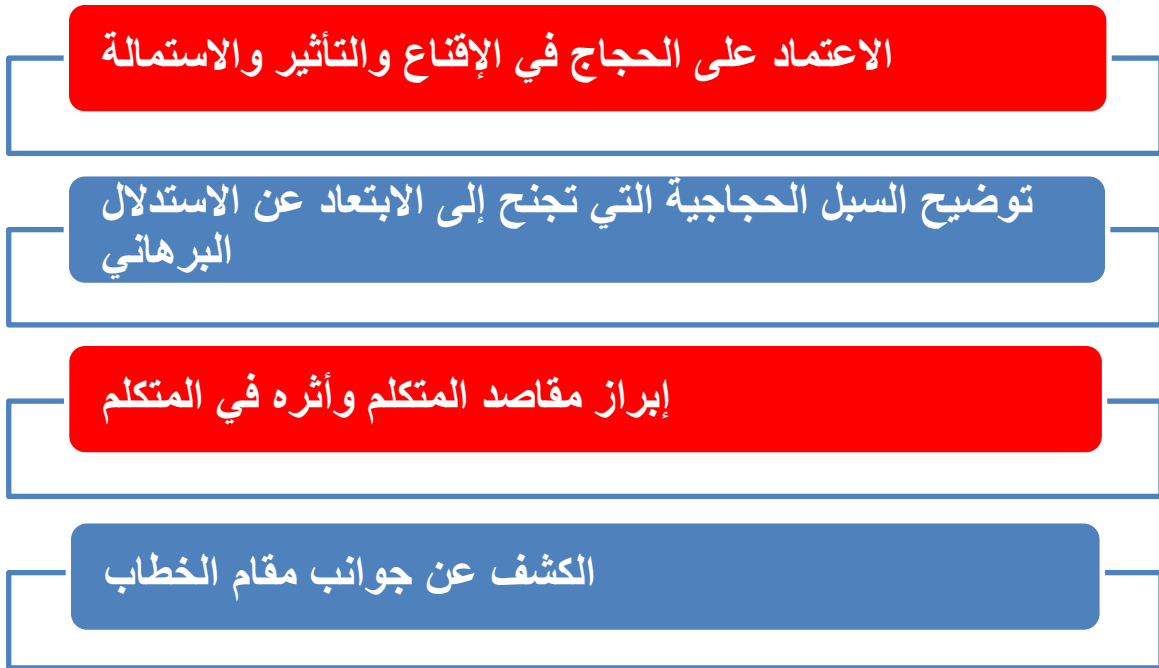 الاعتماد على الحجاج في الإقناع والتأثير والاستمالة
توضيح السبل الحجاجية التي تجنح إلى الابتعاد عن الاستدلال
البرهاني
إبراز مقاصد المتكلم وأثره في المتكلم
الكشف عن جوانب مقام الخطاب